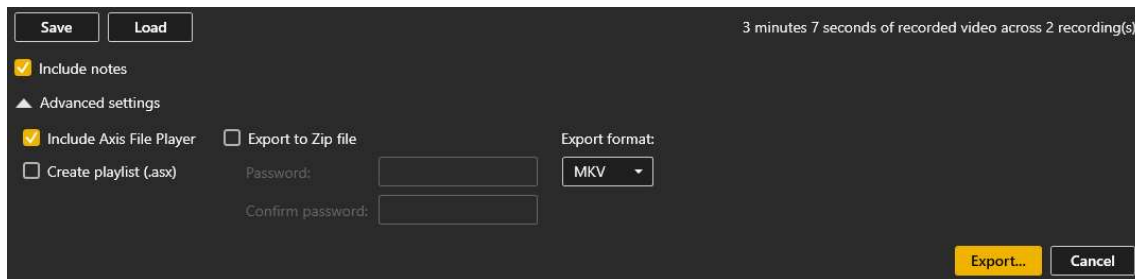 Save Load 3 minutes 7 seconds of recorded video across 2 recording(s)
Include notes
Advanced settings
Include Axis File Player Export to Zip file Export format:
Create playlist (.asx) Password: MKV
Confirm password:
Export... Cancel